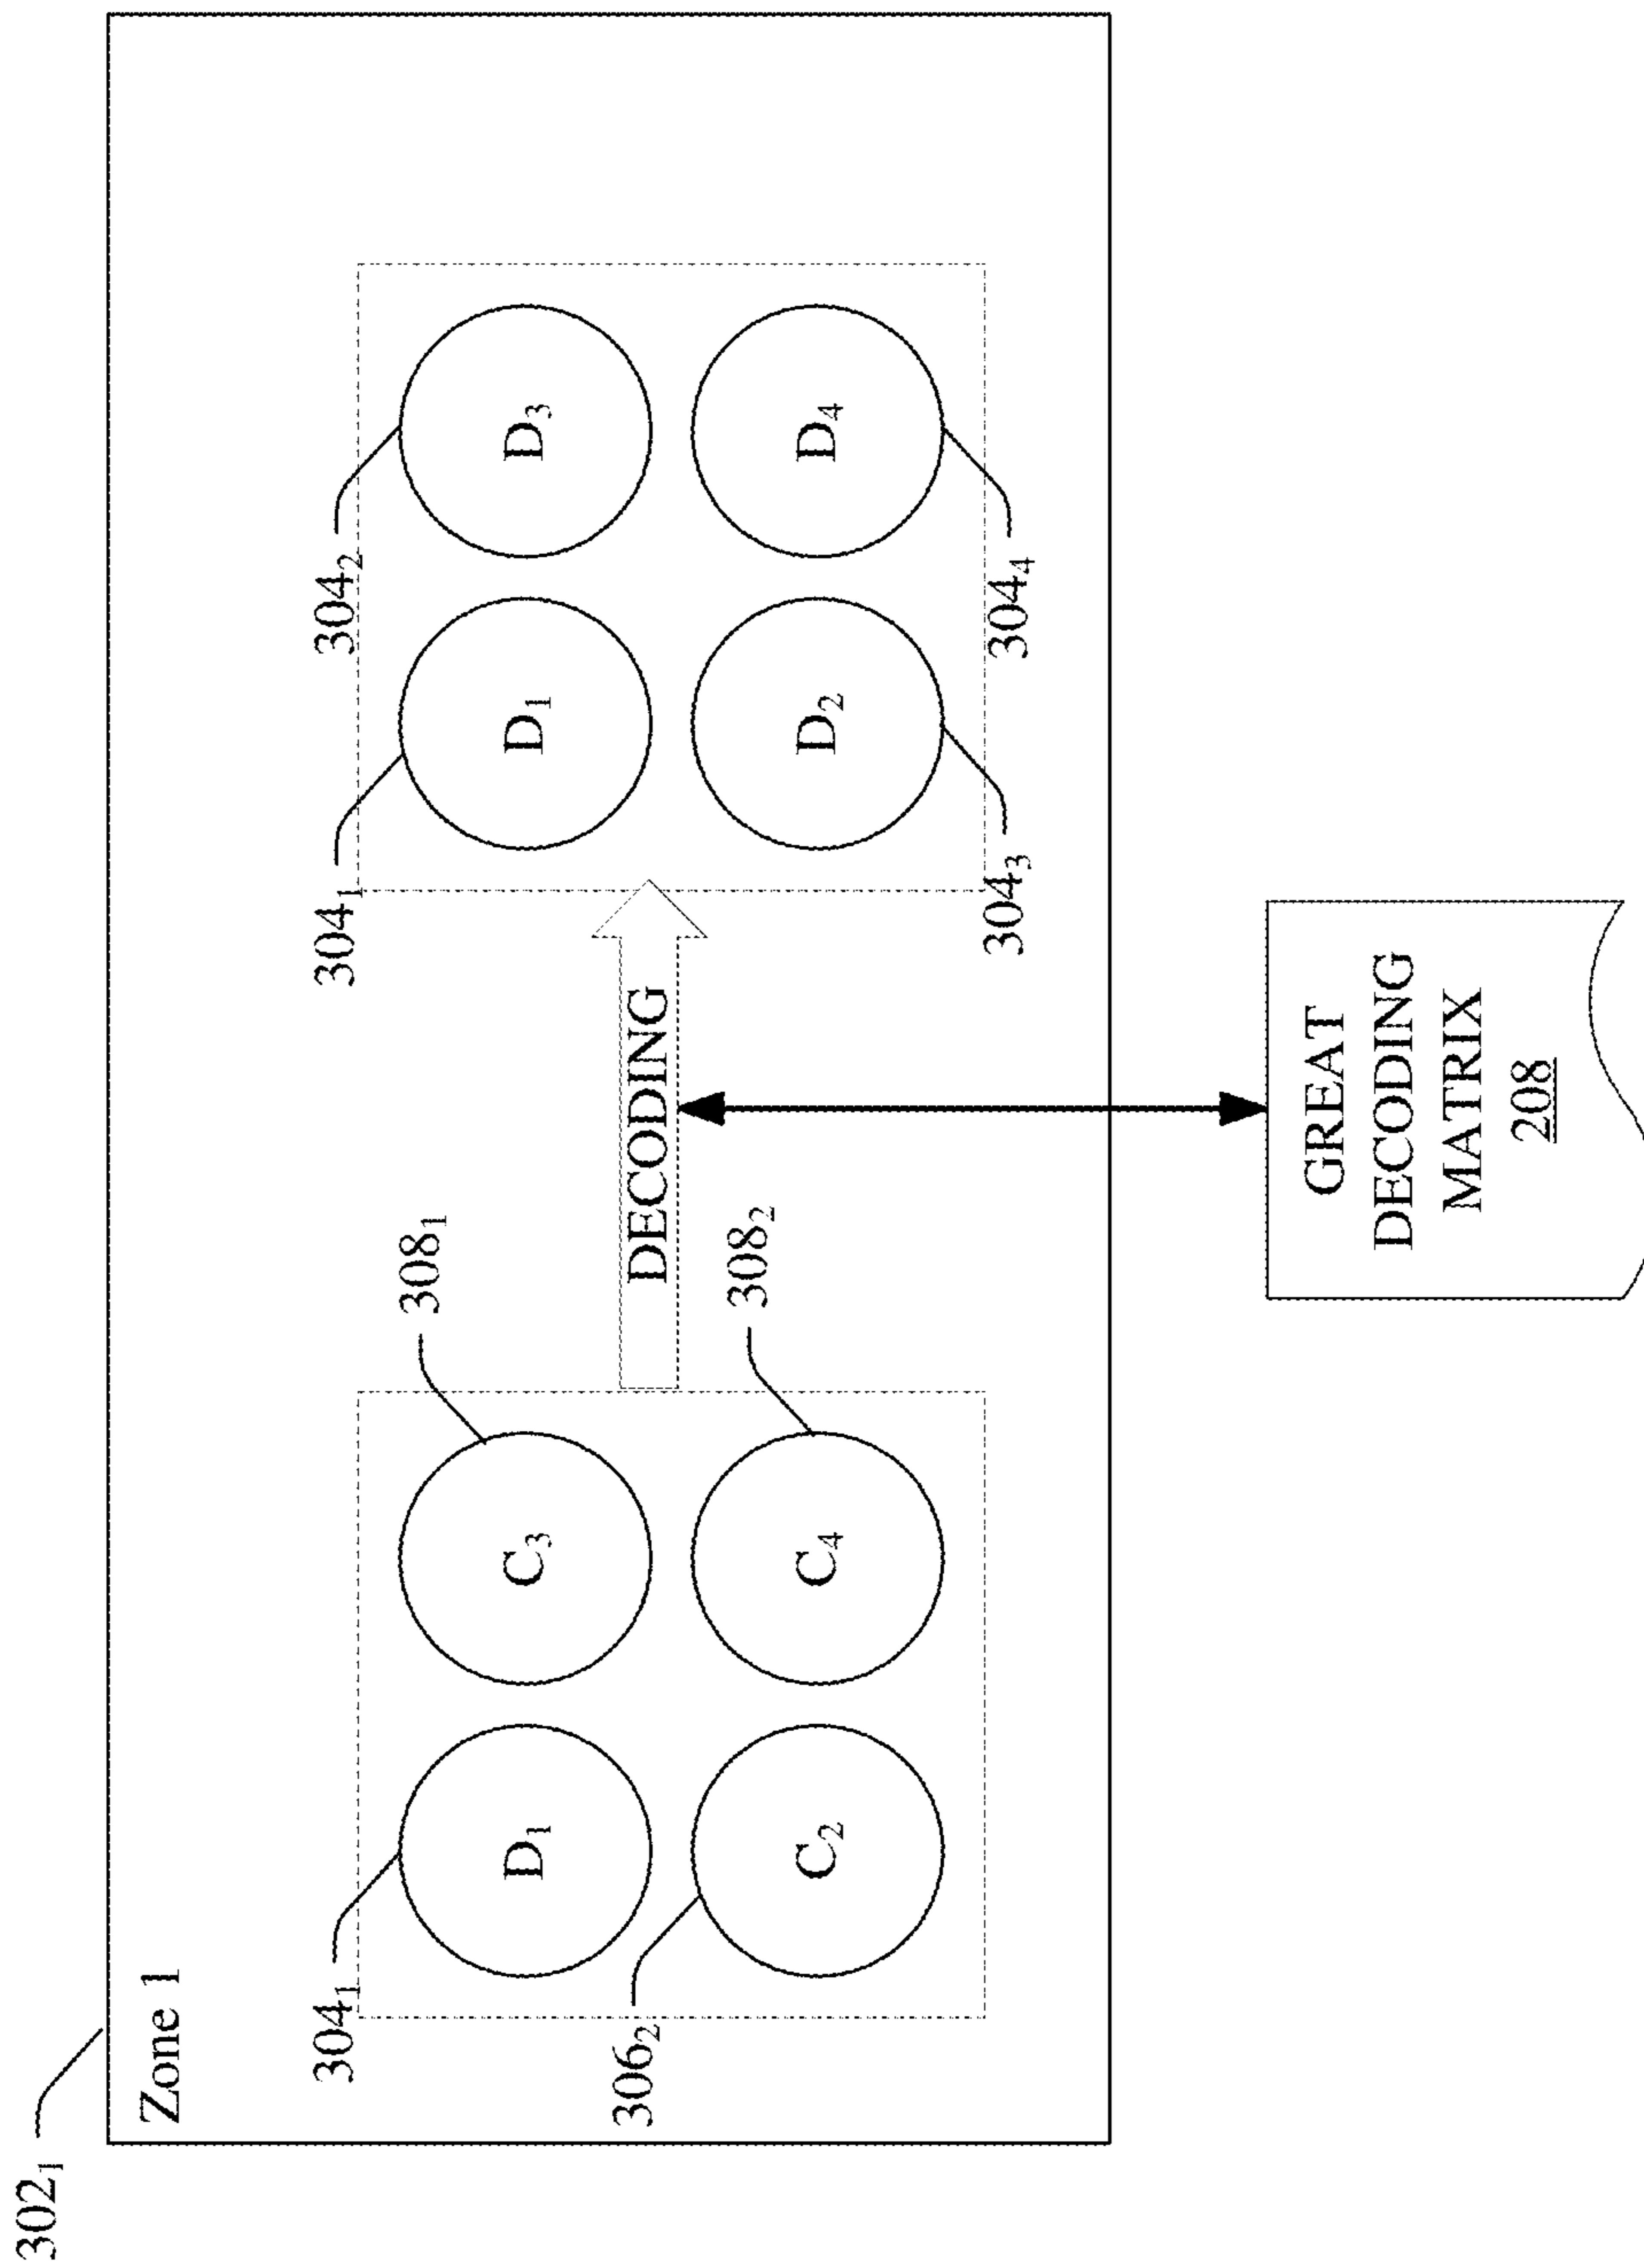 302₁
Zone 1
304₁
D₁
C₃
308₁
306₂
C₂
C₄
308₂
DECODING
304₁
D₁
304₂
D₃
304₃
D₂
304₄
D₄
GREAT
DECODING
MATRIX
208